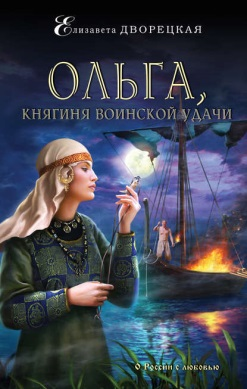 Елизавета ДВОРЕЦКАЯ
ОЛЬГА,
КНЯГИНЯ ВОИНСКОЙ УДАЧИ
О России с любовью